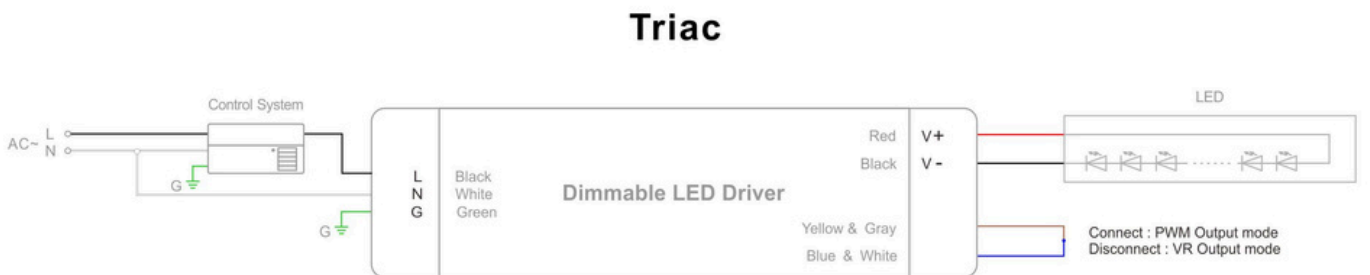 Triac
Control System
LED
AC~ L
N
G
L Black
N White
G Green
G
Dimmable LED Driver
Red V+
Black V-
Yellow & Gray
Blue & White
Connect : PWM Output mode
Disconnect : VR Output mode